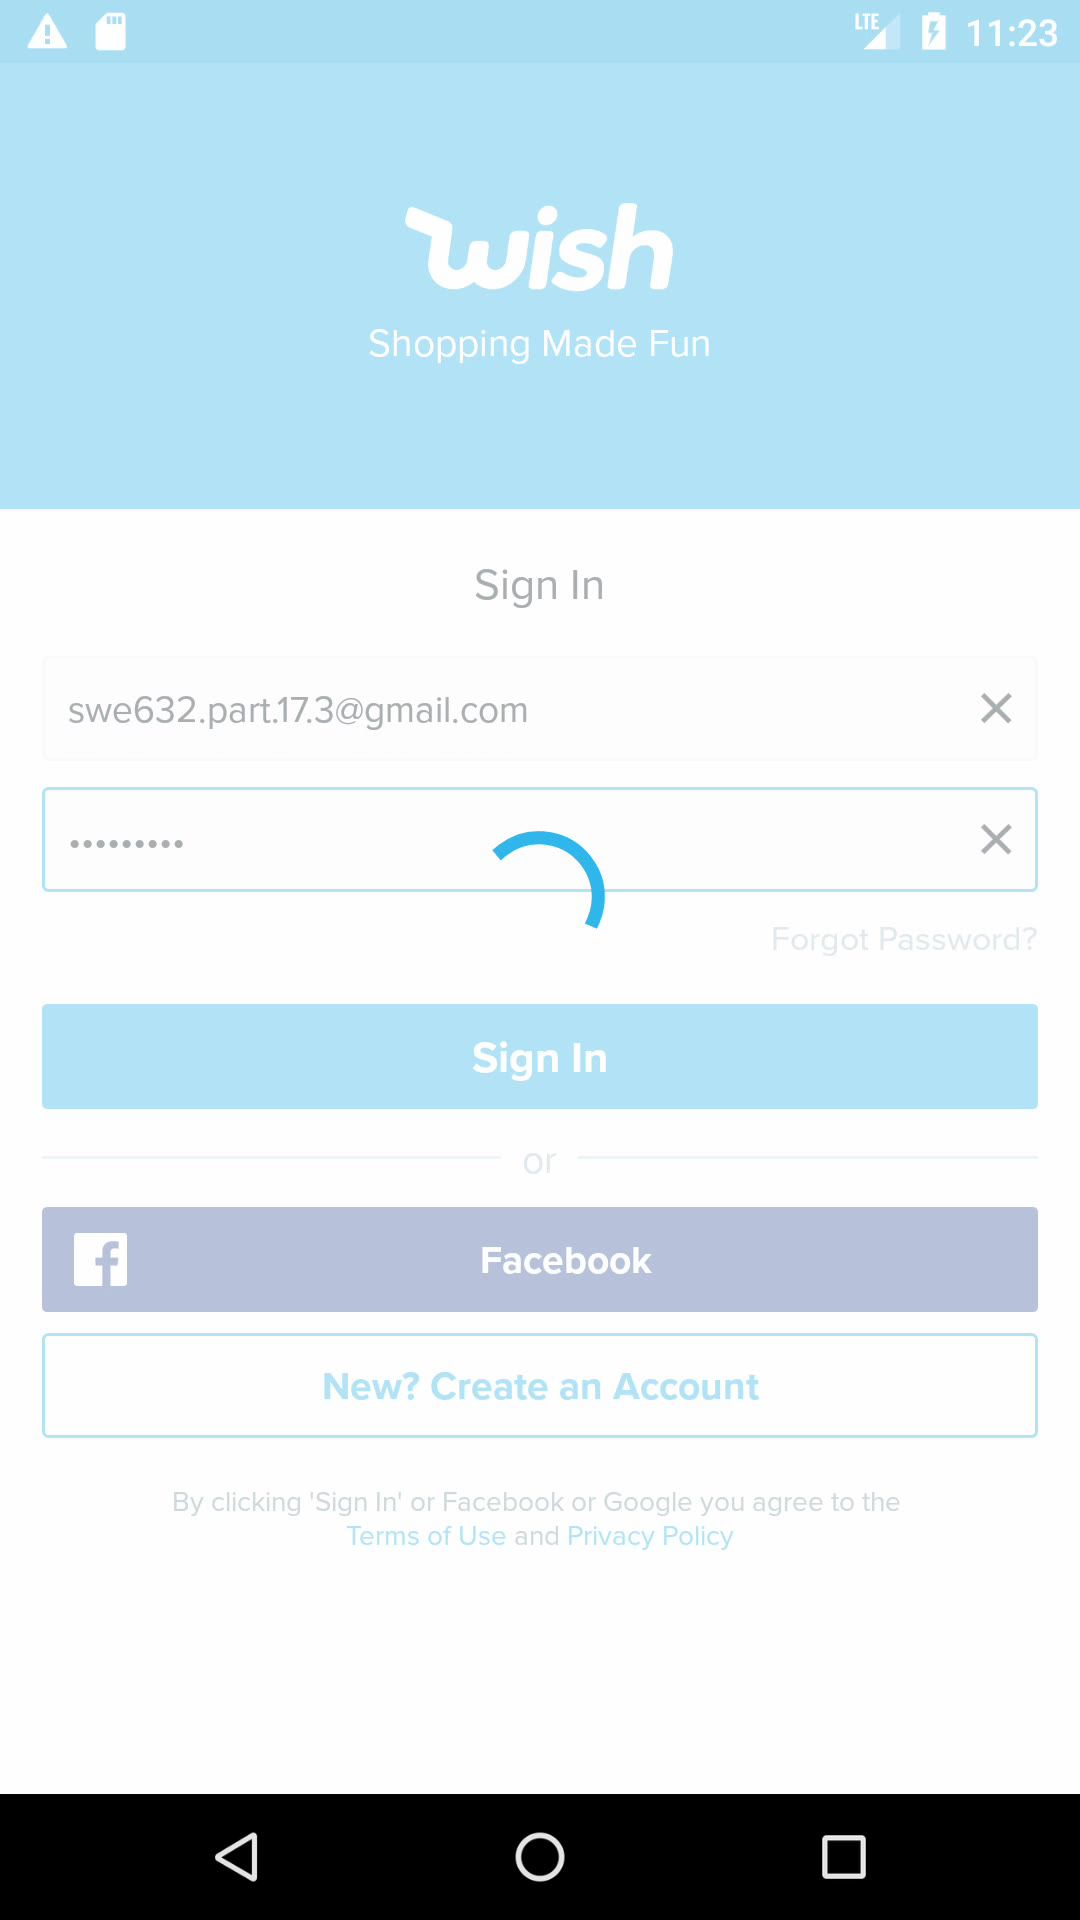 LTE 11:23
wish
Shopping Made Fun
Sign In
swe632.part.17.3@gmail.com
•••••••••
Forgot Password?
Sign In
or
Facebook
New? Create an Account
By clicking 'Sign In' or Facebook or Google you agree to the
Terms of Use and Privacy Policy